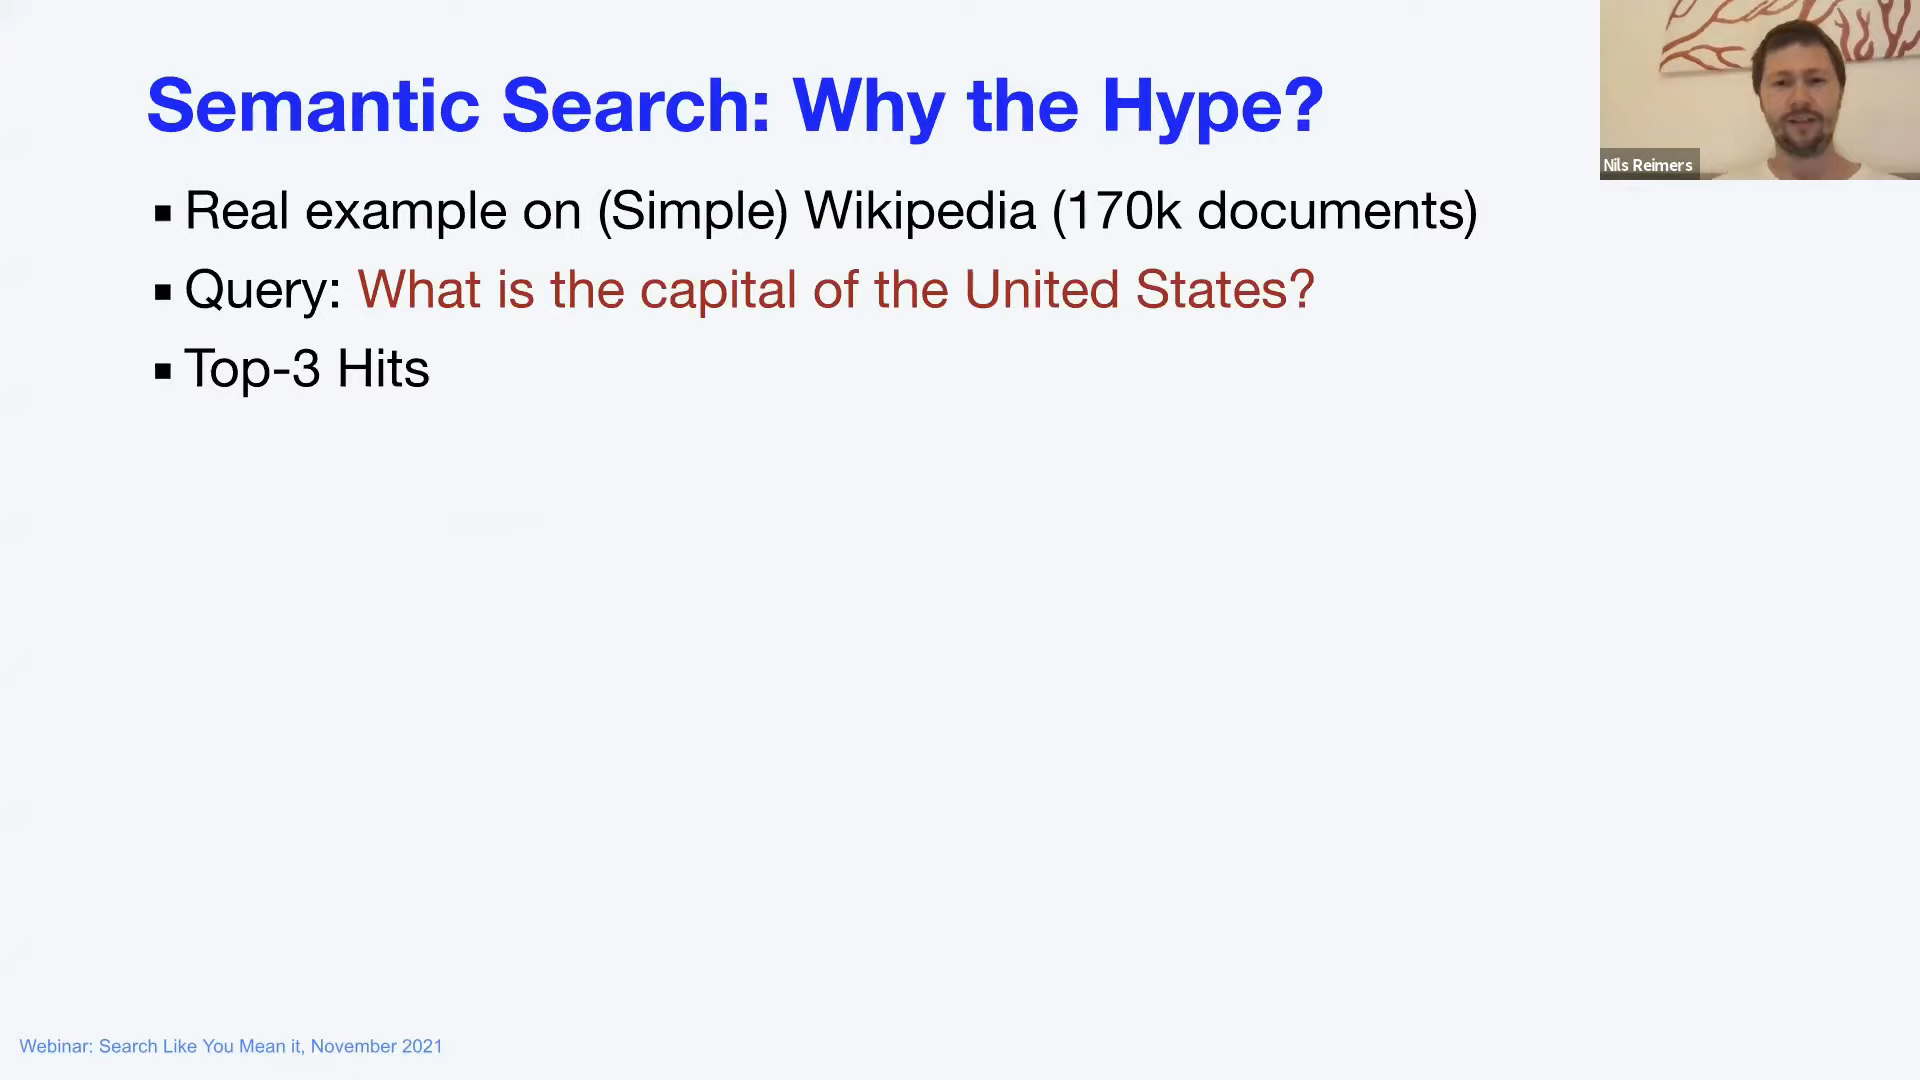 Semantic Search: Why the Hype?
Nils Reimers
▪ Real example on (Simple) Wikipedia (170k documents)
▪ Query: What is the capital of the United States?
▪ Top-3 Hits
Webinar: Search Like You Mean it, November 2021